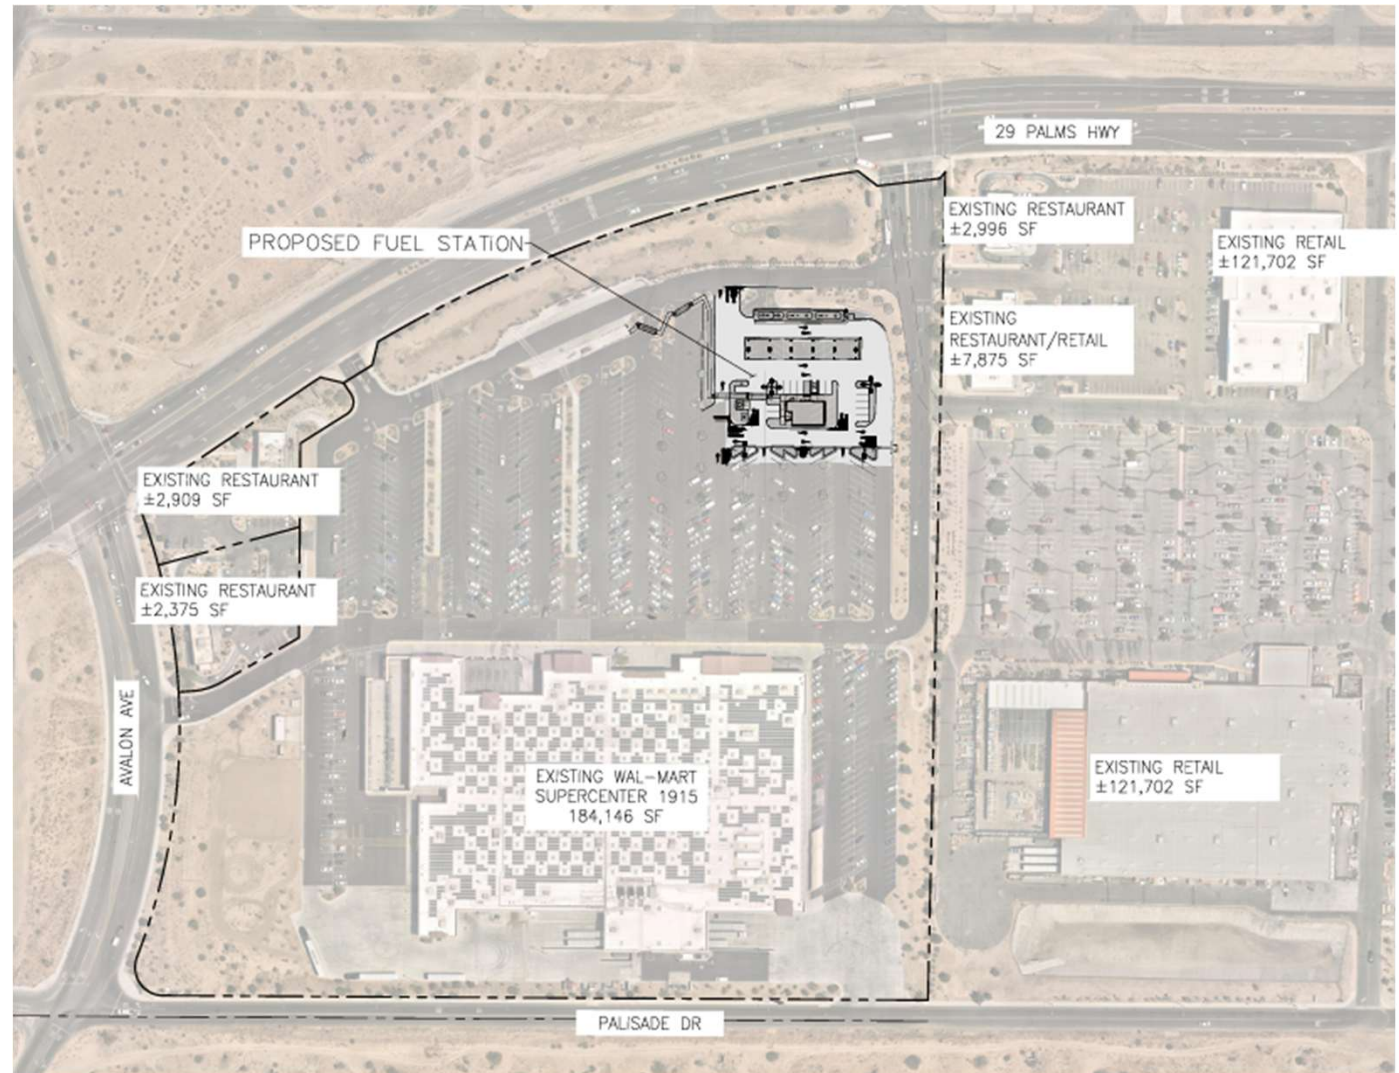 29 PALMS HWY
EXISTING RESTAURANT
±2,996 SF
PROPOSED FUEL STATION
EXISTING RETAIL
±121,702 SF
EXISTING
RESTAURANT/RETAIL
±7,875 SF
EXISTING RESTAURANT
±2,909 SF
EXISTING RESTAURANT
±2,375 SF
AVALON AVE
EXISTING WAL-MART
SUPERCENTER 1915
184,146 SF
EXISTING RETAIL
±121,702 SF
PALISADE DR